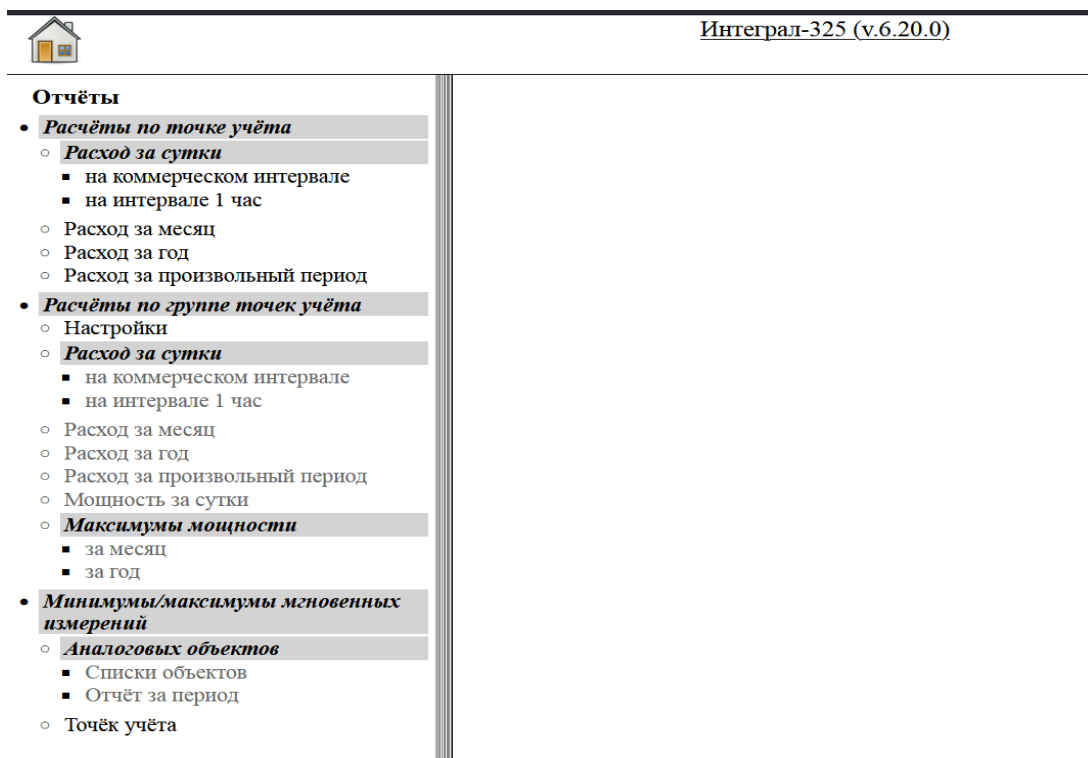 Интеграл-325 (v.6.20.0)
Отчёты
Расчёты по точке учёта
Расход за сутки
на коммерческом интервале
на интервале 1 час
Расход за месяц
Расход за год
Расход за произвольный период
Расчёты по группе точек учёта
Настройки
Расход за сутки
на коммерческом интервале
на интервале 1 час
Расход за месяц
Расход за год
Расход за произвольный период
Мощность за сутки
Максимумы мощности
за месяц
за год
Минимумы/максимумы мгновенных
измерений
Аналоговых объектов
Списки объектов
Отчёт за период
Точёк учёта